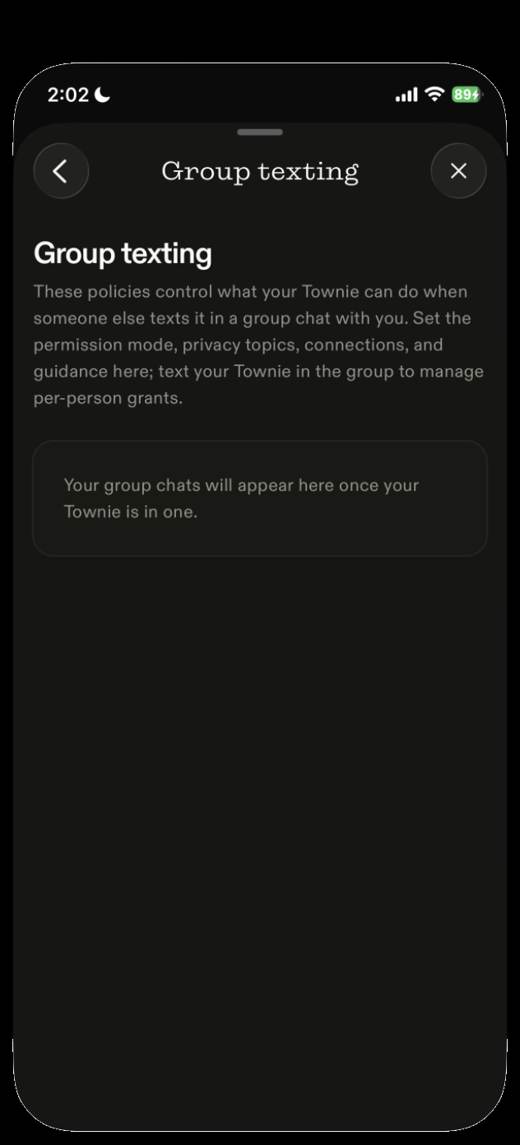 2:02
89
Group texting
Group texting
These policies control what your Townie can do when
someone else texts it in a group chat with you. Set the
permission mode, privacy topics, connections, and
guidance here; text your Townie in the group to manage
per-person grants.
Your group chats will appear here once your
Townie is in one.